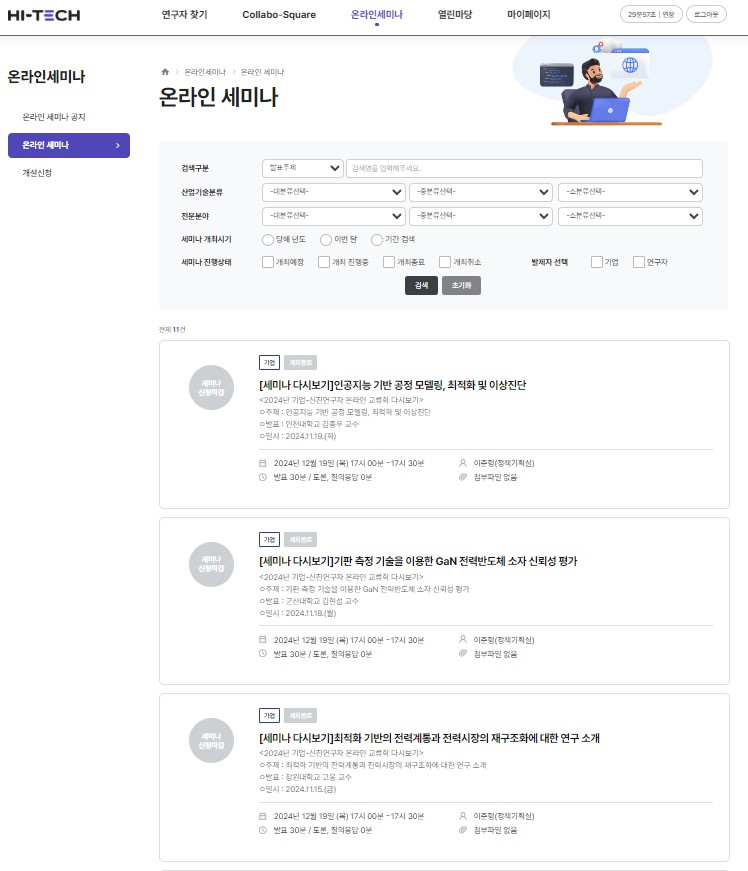 HI-TECH
연구자 찾기 Collabo-Square 온라인세미나 열린마당 마이페이지
29분57초 | 연장 로그아웃
온라인세미나
온라인 세미나 공지
온라인 세미나
개설신청
온라인세미나 온라인 세미나
온라인 세미나
검색구분 발표주제 검색명을 입력해주세요.
산업기술분류 -대분류선택- -중분류선택- -소분류선택-
전문분야 -대분류선택- -중분류선택- -소분류선택-
세미나 개최시기 당해 년도 이번 달 기간 검색
세미나 진행상태 개최예정 개최 진행중 개최종료 개최취소 발제자 선택 기업 연구자
검색 초기화
전체 11건
세미나
신청마감
기업 개최종료
[세미나 다시보기]인공지능 기반 공정 모델링, 최적화 및 이상진단
<2024년 기업-신진연구자 온라인 교류회 다시보기>
ㅇ주제 : 인공지능 기반 공정 모델링, 최적화 및 이상진단
ㅇ발표 : 인천대학교 김종우 교수
ㅇ일시 : 2024.11.19.(화)
2024년 12월 19일 (목) 17시 00분 ~17시 30분 이준형(정책기획실)
발표 30분 / 토론, 질의응답 0분 첨부파일 없음
세미나
신청마감
기업 개최종료
[세미나 다시보기]기판 측정 기술을 이용한 GaN 전력반도체 소자 신뢰성 평가
<2024년 기업-신진연구자 온라인 교류회 다시보기>
ㅇ주제 : 기판 측정 기술을 이용한 GaN 전력반도체 소자 신뢰성 평가
ㅇ발표 : 군산대학교 김현섭 교수
ㅇ일시 : 2024.11.18.(월)
2024년 12월 19일 (목) 17시 00분 ~17시 30분 이준형(정책기획실)
발표 30분 / 토론, 질의응답 0분 첨부파일 없음
세미나
신청마감
기업 개최종료
[세미나 다시보기]최적화 기반의 전력계통과 전력시장의 재구조화에 대한 연구 소개
<2024년 기업-신진연구자 온라인 교류회 다시보기>
ㅇ주제 : 최적화 기반의 전력계통과 전력시장의 재구조화에 대한 연구 소개
ㅇ발표 : 창원대학교 고웅 교수
ㅇ일시 : 2024.11.15.(금)
2024년 12월 19일 (목) 17시 00분 ~17시 30분 이준형(정책기획실)
발표 30분 / 토론, 질의응답 0분 첨부파일 없음